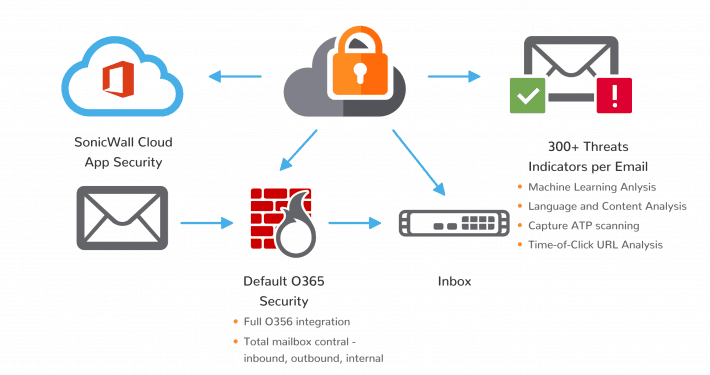 SonicWall Cloud
App Security
300+ Threats
Indicators per Email
Machine Learning Anlysis
Language and Content Analysis
Capture ATP scanning
Time-of-Click URL Analysis
Default O365
Security
Full O356 integration
Total mailbox contral -
inbound, outbound, internal
Inbox